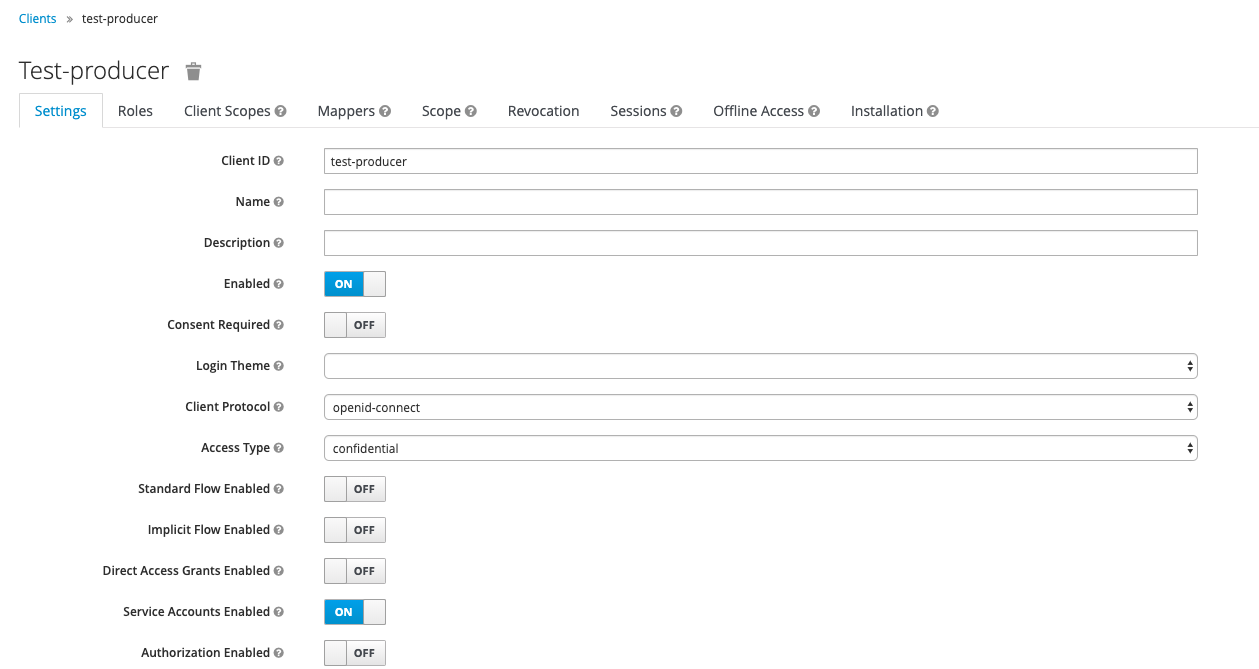 Clients » test-producer
Test-producer
Settings Roles Client Scopes Mappers Scope Revocation Sessions Offline Access Installation
Client ID test-producer
Name
Description
Enabled ON
Consent Required OFF
Login Theme
Client Protocol openid-connect
Access Type confidential
Standard Flow Enabled OFF
Implicit Flow Enabled OFF
Direct Access Grants Enabled OFF
Service Accounts Enabled ON
Authorization Enabled OFF